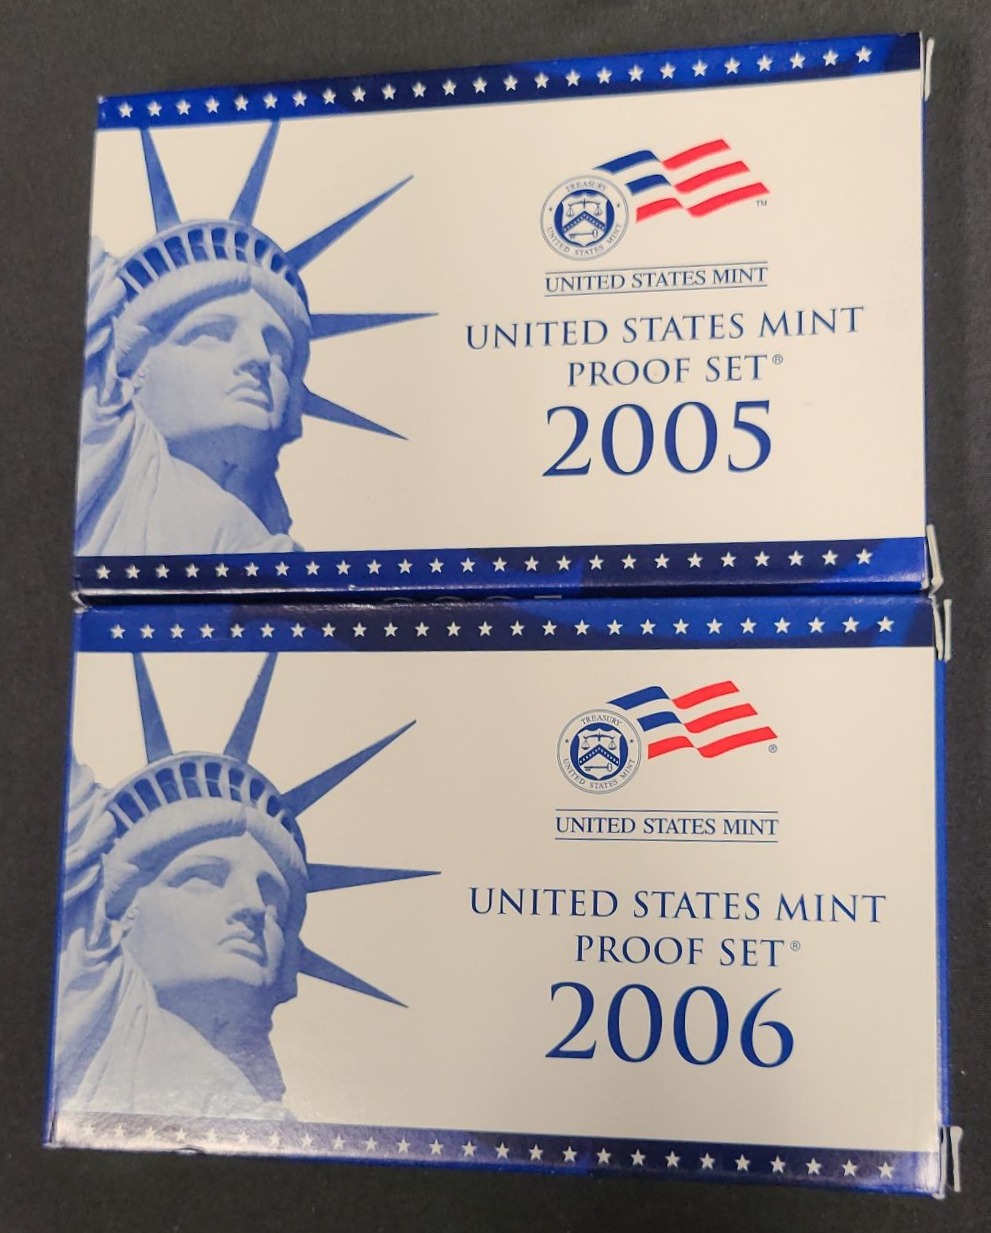 TREASURY
UNITED STATES MINT
TM
UNITED STATES MINT
UNITED STATES MINT
PROOF SET®
2005
TREASURY
UNITED STATES MINT
®
UNITED STATES MINT
UNITED STATES MINT
PROOF SET®
2006